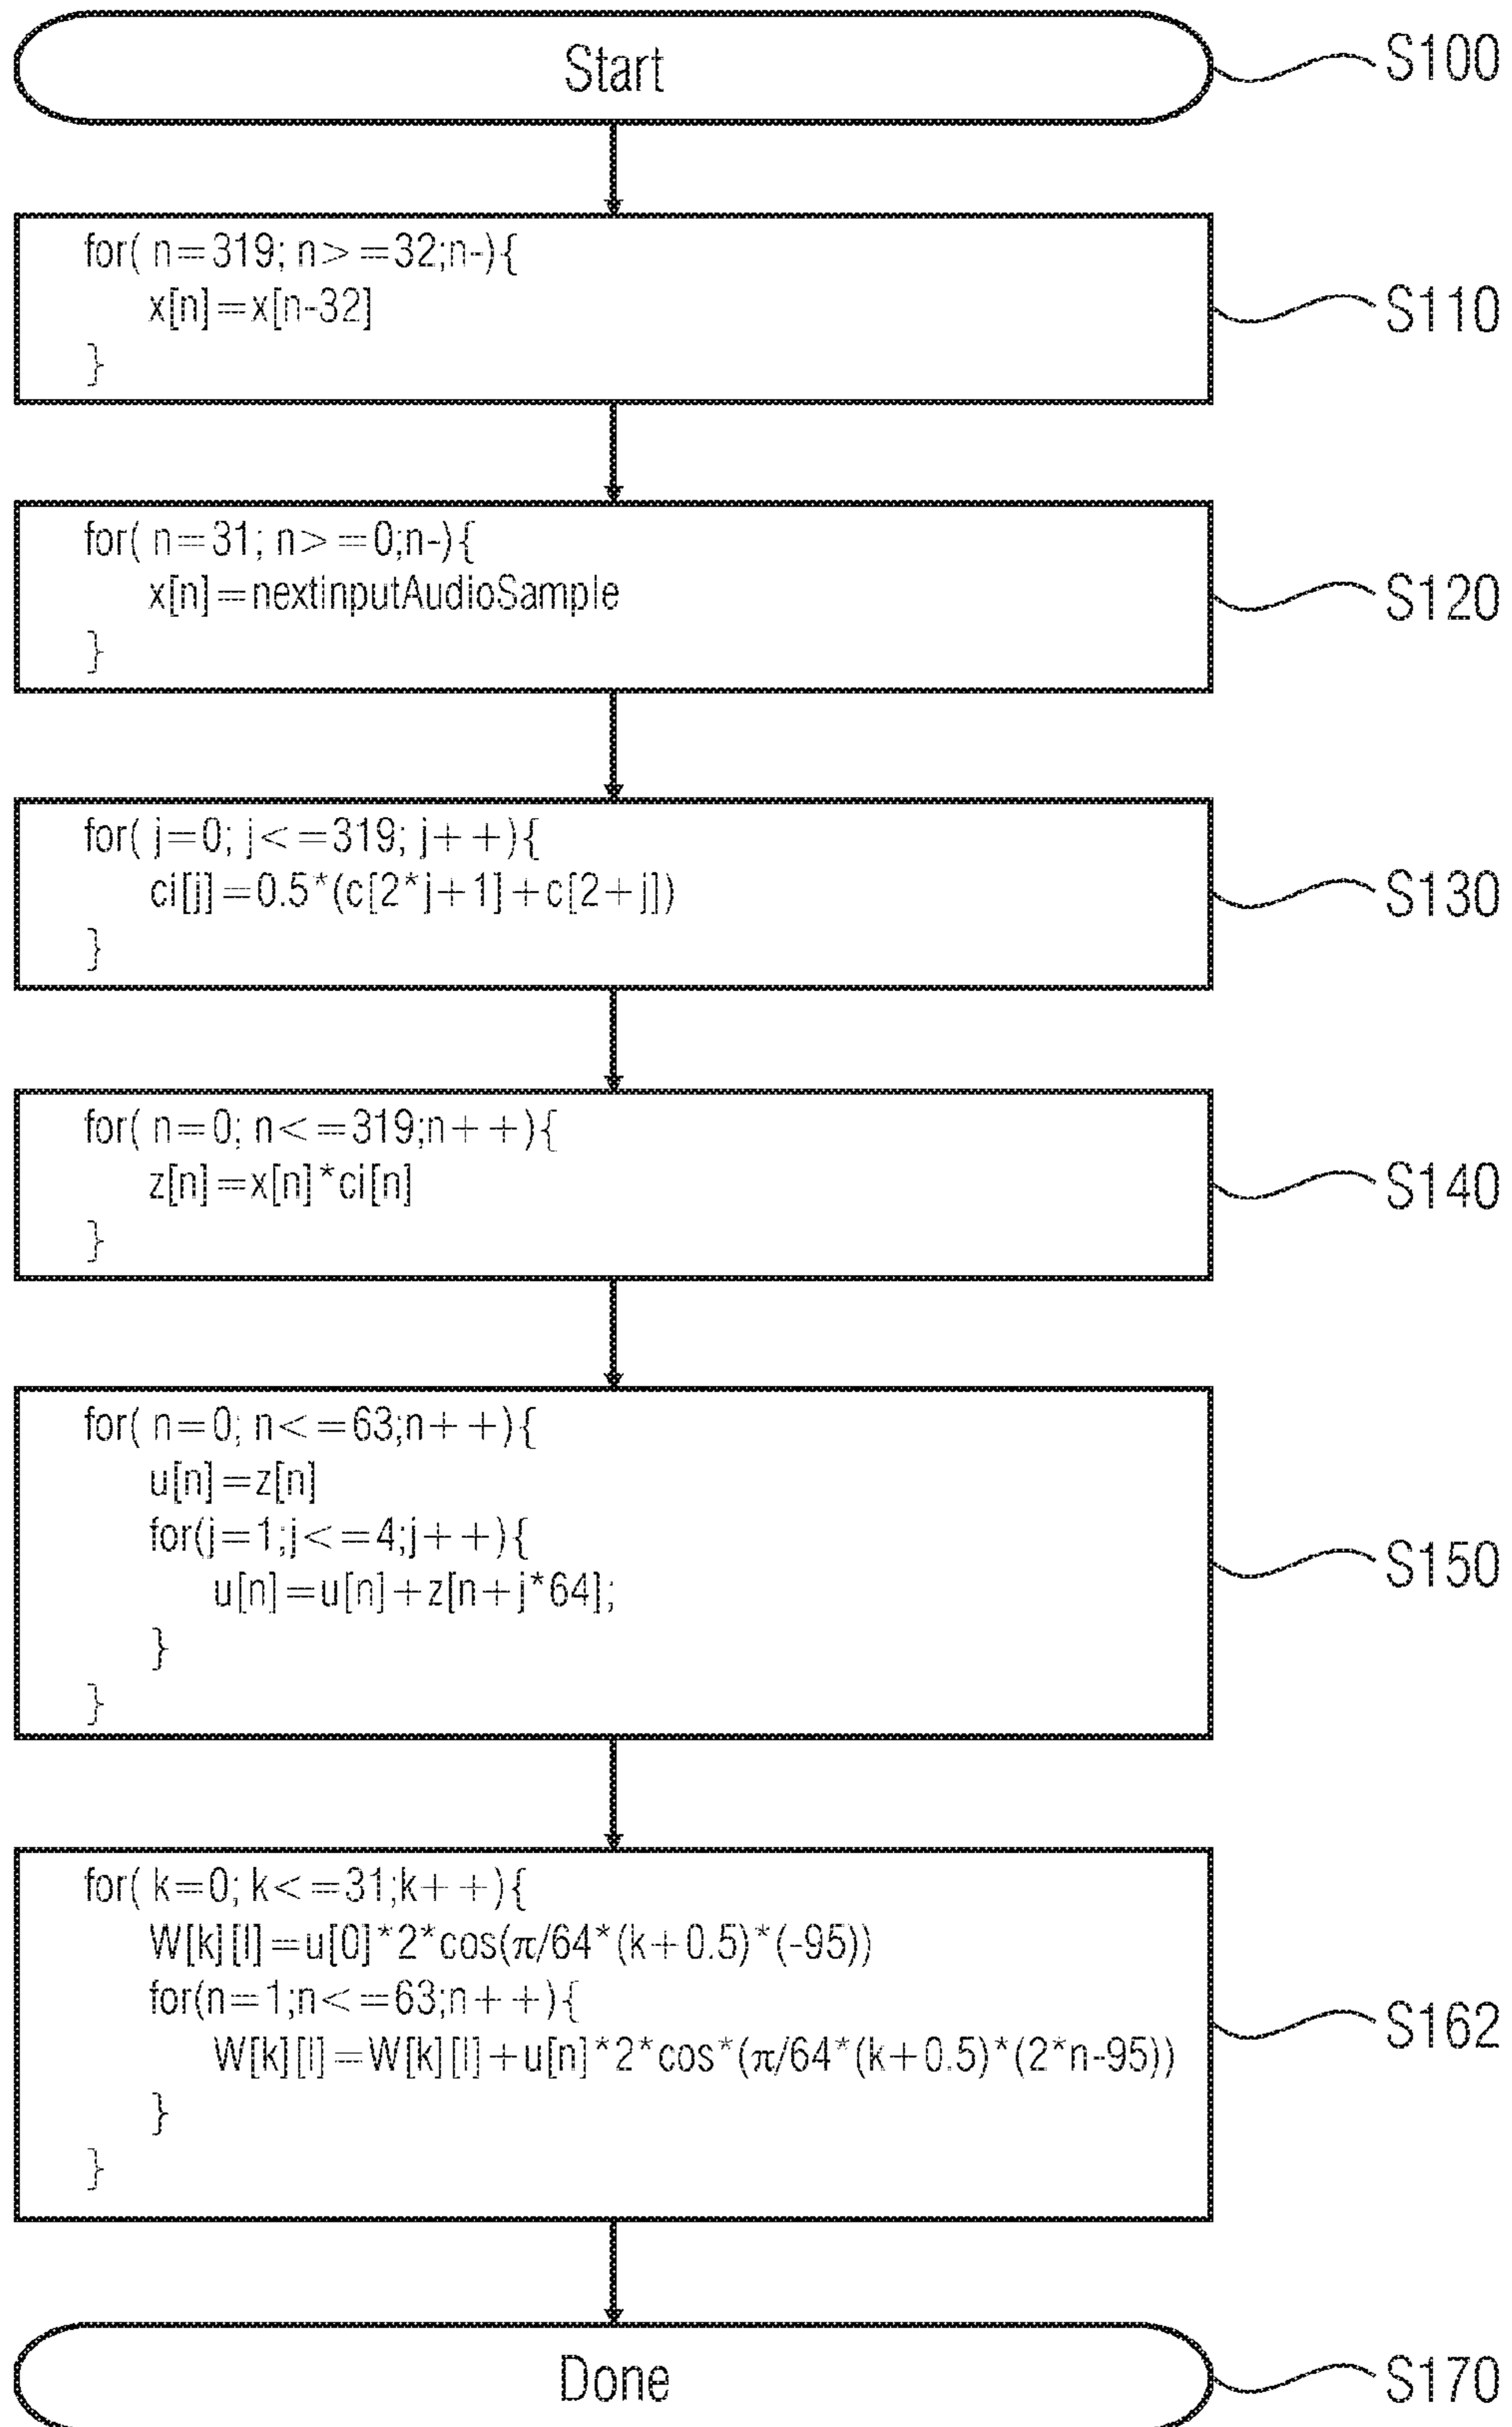 Start
S100
for( n=319; n>=32;n-){
x[n]=x[n-32]
}
S110
for( n=31; n>=0;n-){
x[n]=nextinputAudioSample
}
S120
for( j=0; j<=319; j++){
ci[j]=0.5*(c[2*j+1]+c[2+j])
}
S130
for( n=0; n<=319;n++){
z[n]=x[n]*ci[n]
}
S140
for( n=0; n<=63;n++){
u[n]=z[n]
for(j=1;j<=4;j++){
u[n]=u[n]+z[n+j*64];
}
}
S150
for( k=0; k<=31;k++){
W[k][l]=u[0]*2*cos(π/64*(k+0.5)*(-95))
for(n=1;n<=63;n++){
W[k][l]=W[k][l]+u[n]*2*cos*(π/64*(k+0.5)*(2*n-95))
}
}
S162
Done
S170